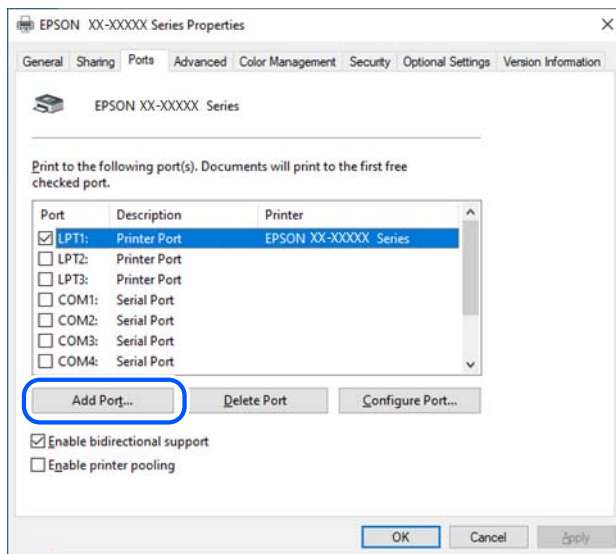 EPSON XX-XXXXX Series Properties
General Sharing Ports Advanced Color Management Security Optional Settings Version Information
EPSON XX-XXXXX Series
Print to the following port(s). Documents will print to the first free
checked port.
Port Description Printer
LPT1: Printer Port EPSON XX-XXXXX Series
LPT2: Printer Port
LPT3: Printer Port
COM1: Serial Port
COM2: Serial Port
COM3: Serial Port
COM4: Serial Port
Add Port... Delete Port Configure Port...
Enable bidirectional support
Enable printer pooling
OK Cancel Apply